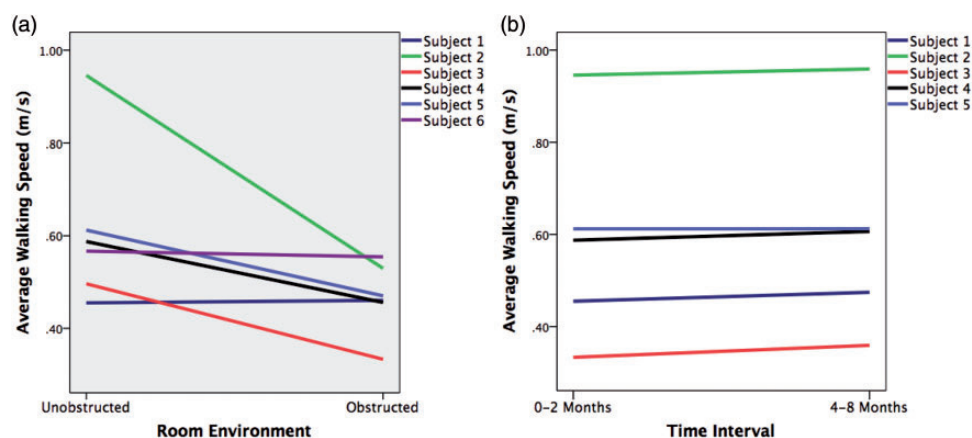 (a)
Average Walking Speed (m/s)
1.00
.80
.60
.40
Unobstructed
Obstructed
Room Environment
Subject 1
Subject 2
Subject 3
Subject 4
Subject 5
Subject 6
(b)
Average Walking Speed (m/s)
1.00
.80
.60
.40
0-2 Months
4-8 Months
Time Interval
Subject 1
Subject 2
Subject 3
Subject 4
Subject 5